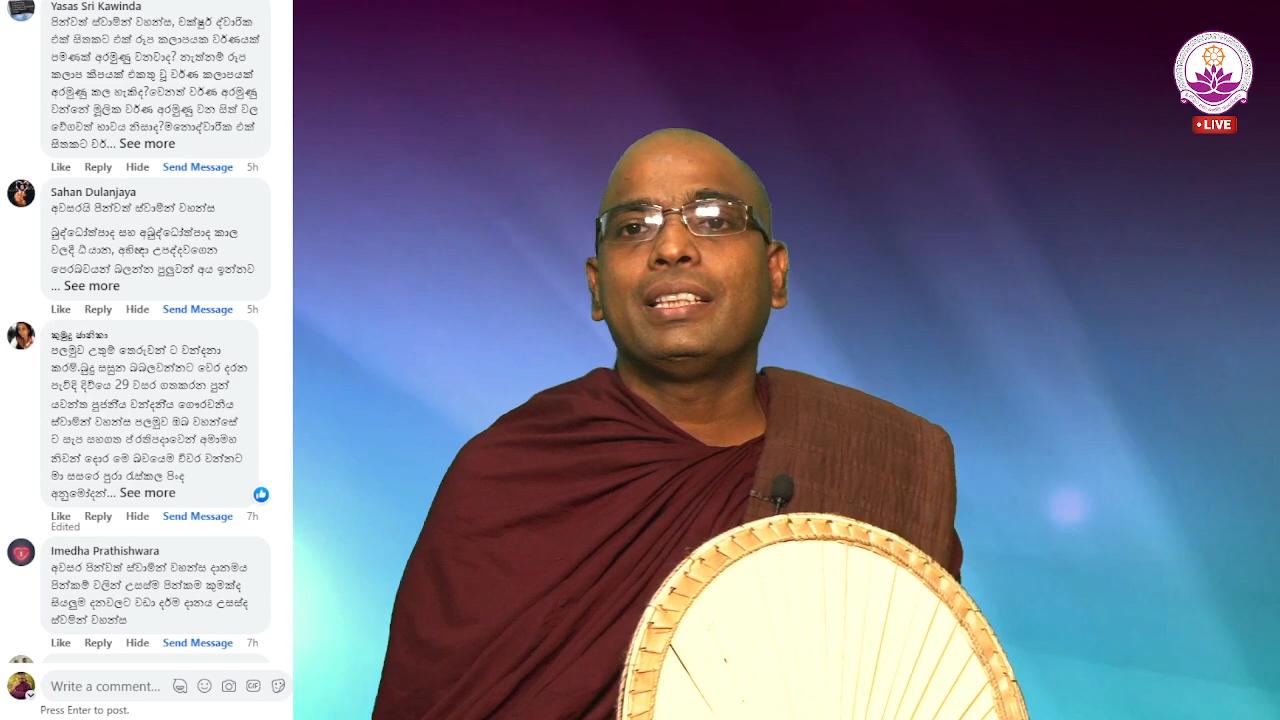 Yasas Sri Kawinda
පින්වත් ස්වාමින් වහන්ස, චක්ෂුර් ද්වාරික
එක් සිතකට එක් රූප කලාපයක වර්ණයක්
පමණක් අරමුණු වනවාද? නැත්නම් රූප
කලාප කිපයක් එකතු වූ වර්ණ කලාපයක්
අරමුණු කල හැකිද?වෙනත් වර්ණ අරමුණු
වන්නේ මූලික වර්ණ අරමුණු වන සිත් වල
වේගවත් භාවය නිසාද?මනොද්වාරික එක්
සිතකට වර්... See more
Like Reply Hide Send Message 5h
Sahan Dulanjaya
අවසරයි පින්වත් ස්වාමින් වහන්ස
බුද්ධෝත්පාද සහ අබුද්ධෝත්පාද කාල
වලදී ධ්‍යාන, අභිඥා උපද්දවගෙන
පෙරබවයන් බලන්න පුලුවන් අය ඉන්නව
... See more
Like Reply Hide Send Message 5h
කුමුදු ජානිකා
පලමුව උතුම් තෙරුවන් ට වන්දනා
කරමි.බුදු සසුන බබලවන්නට වෙර දරන
පැවිදි දිවියෙ 29 වසර ගතකරන පුන්
යවන්ත පුජනීය වන්දනීය ගෞරවනීය
ස්වාමින් වහන්ස පලමුව ඔබ වහන්සේ
ට සැප සහගත ප්රතිපදාවෙන් අමාමහ
නිවන් දොර මෙ බවයෙම විවර වන්නට
මා සසරෙ පුරා රැස්කල පිංද
අනුමෝදන්... See more
Like Reply Hide Send Message 7h
Edited
Imedha Prathishwara
අවසර පින්වත් ස්වාමින් වහන්ස දානමය
පින්කම් වලින් උසස්ම පින්කම කුමක්ද
සියලුම දානවලට වඩා දර්ම දානය උසස්ද
ස්වමින් වහන්ස
Like Reply Hide Send Message 7h
Write a comment...
GIF
Press Enter to post.
• LIVE